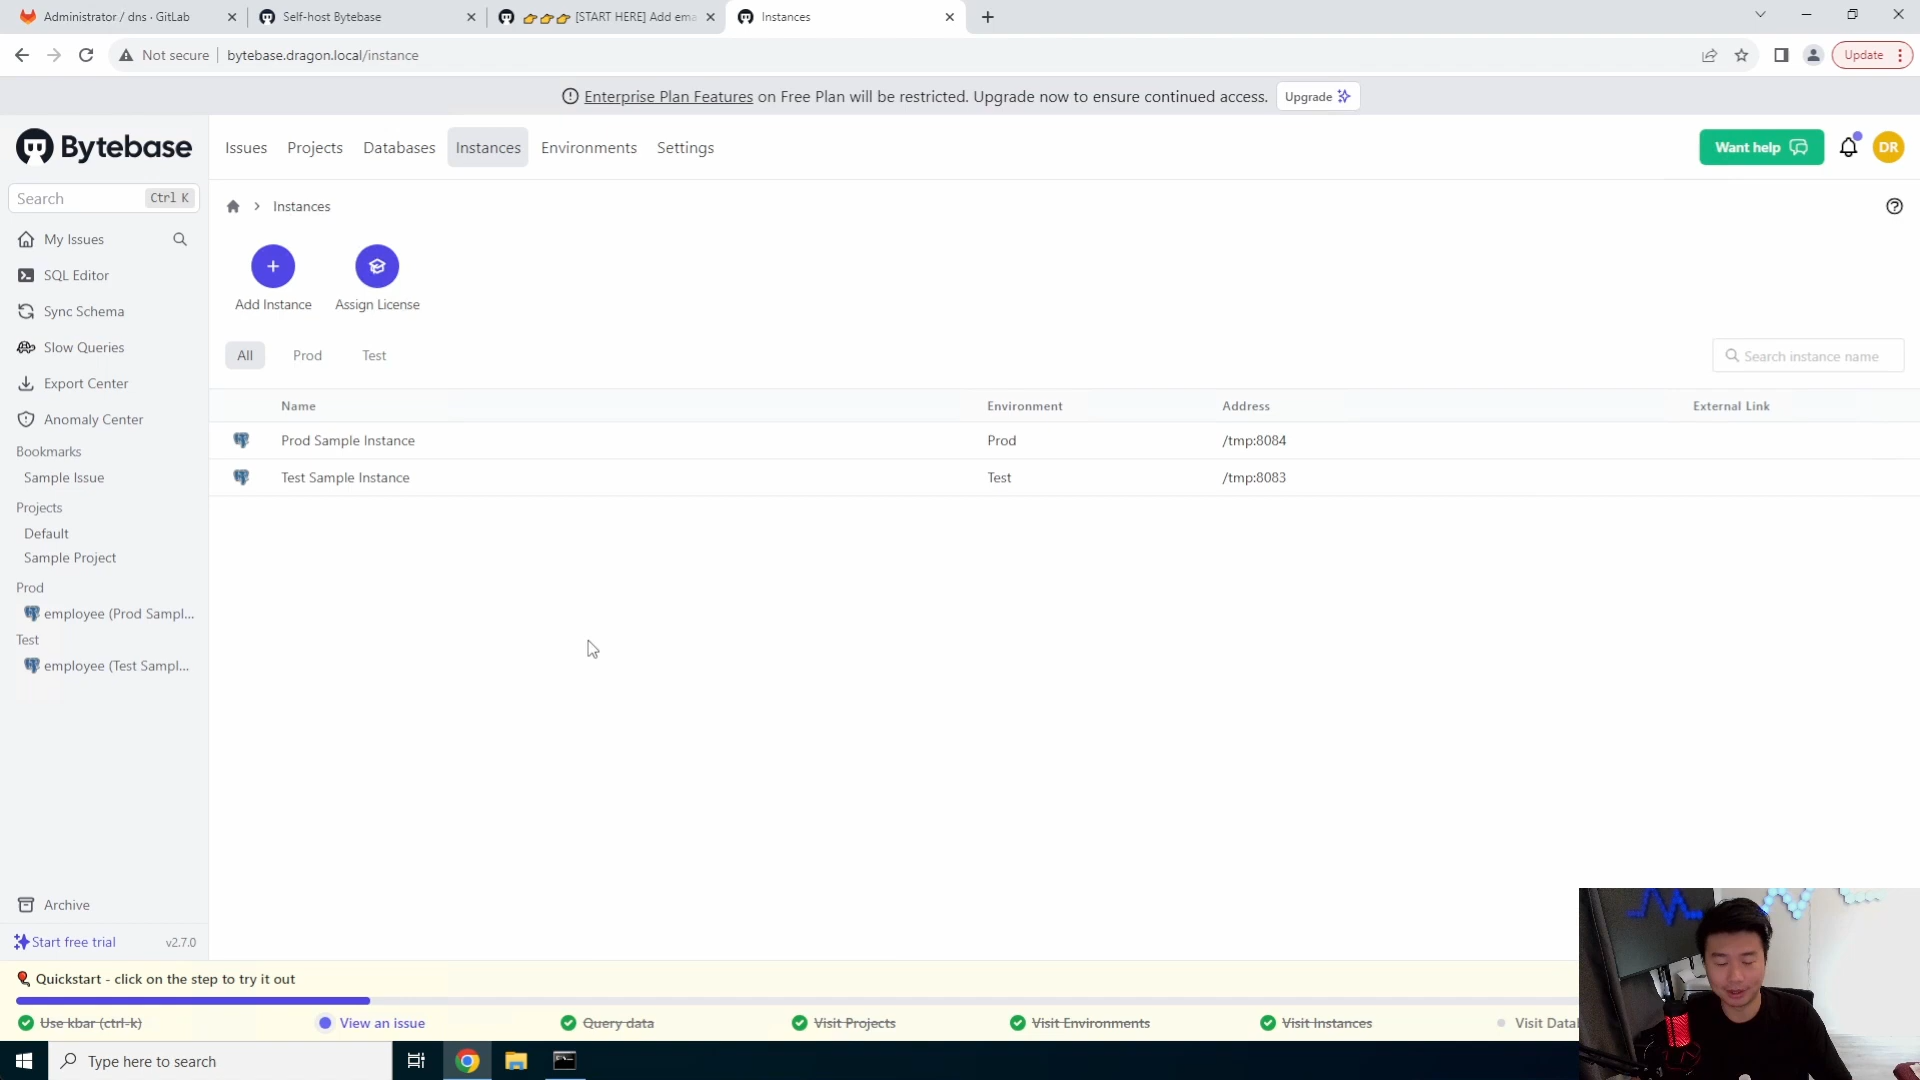 Administrator / dns · GitLab
Self-host Bytebase
👉👉👉 [START HERE] Add ema
Instances
Not secure
bytebase.dragon.local/instance
Update
Enterprise Plan Features on Free Plan will be restricted. Upgrade now to ensure continued access.
Upgrade
Bytebase
Issues
Projects
Databases
Instances
Environments
Settings
Want help
DR
Search
Ctrl K
Instances
My Issues
SQL Editor
Sync Schema
Slow Queries
Export Center
Anomaly Center
Bookmarks
Sample Issue
Projects
Default
Sample Project
Prod
employee (Prod Sampl...
Test
employee (Test Sampl...
Archive
Start free trial
v2.7.0
Add Instance
Assign License
All
Prod
Test
Search instance name
Name
Environment
Address
External Link
Prod Sample Instance
Prod
/tmp:8084
Test Sample Instance
Test
/tmp:8083
Quickstart - click on the step to try it out
Use kbar (ctrl-k)
View an issue
Query data
Visit Projects
Visit Environments
Visit Instances
Visit Datab
Type here to search